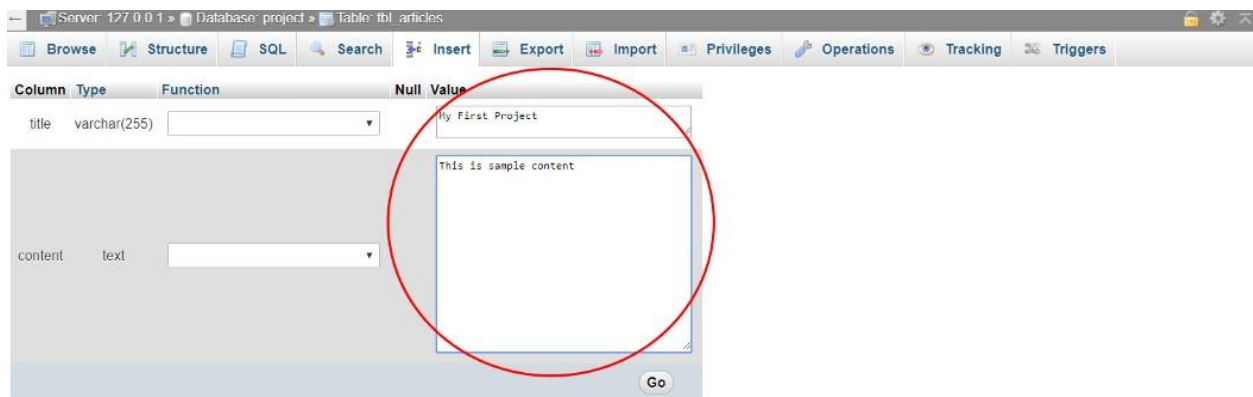 Server: 127.0.0.1 » Database: project » Table: tbl_articles
Browse Structure SQL Search Insert Export Import Privileges Operations Tracking Triggers
Column Type Function Null Value
title varchar(255) My First Project
This is sample content
content text
Go